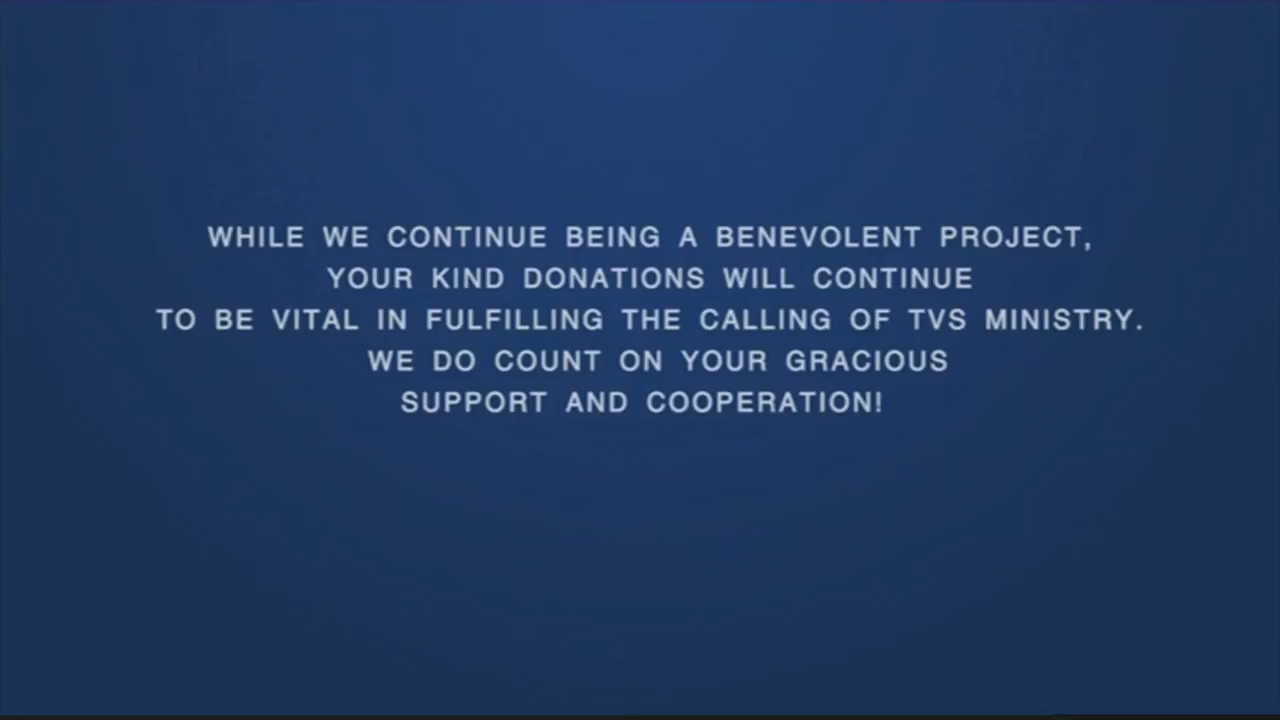 WHILE WE CONTINUE BEING A BENEVOLENT PROJECT,
YOUR KIND DONATIONS WILL CONTINUE
TO BE VITAL IN FULFILLING THE CALLING OF TVS MINISTRY.
WE DO COUNT ON YOUR GRACIOUS
SUPPORT AND COOPERATION!